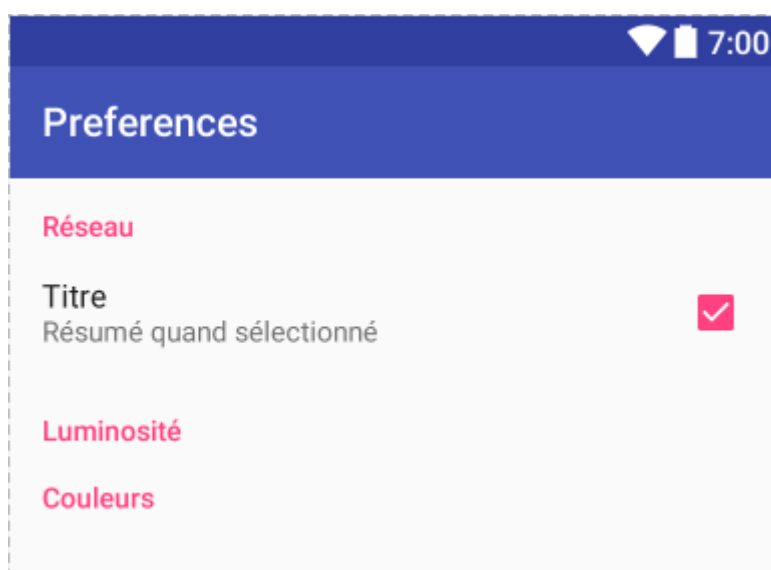 7:00
Preferences
Réseau
Titre
Résumé quand sélectionné
Luminosité
Couleurs